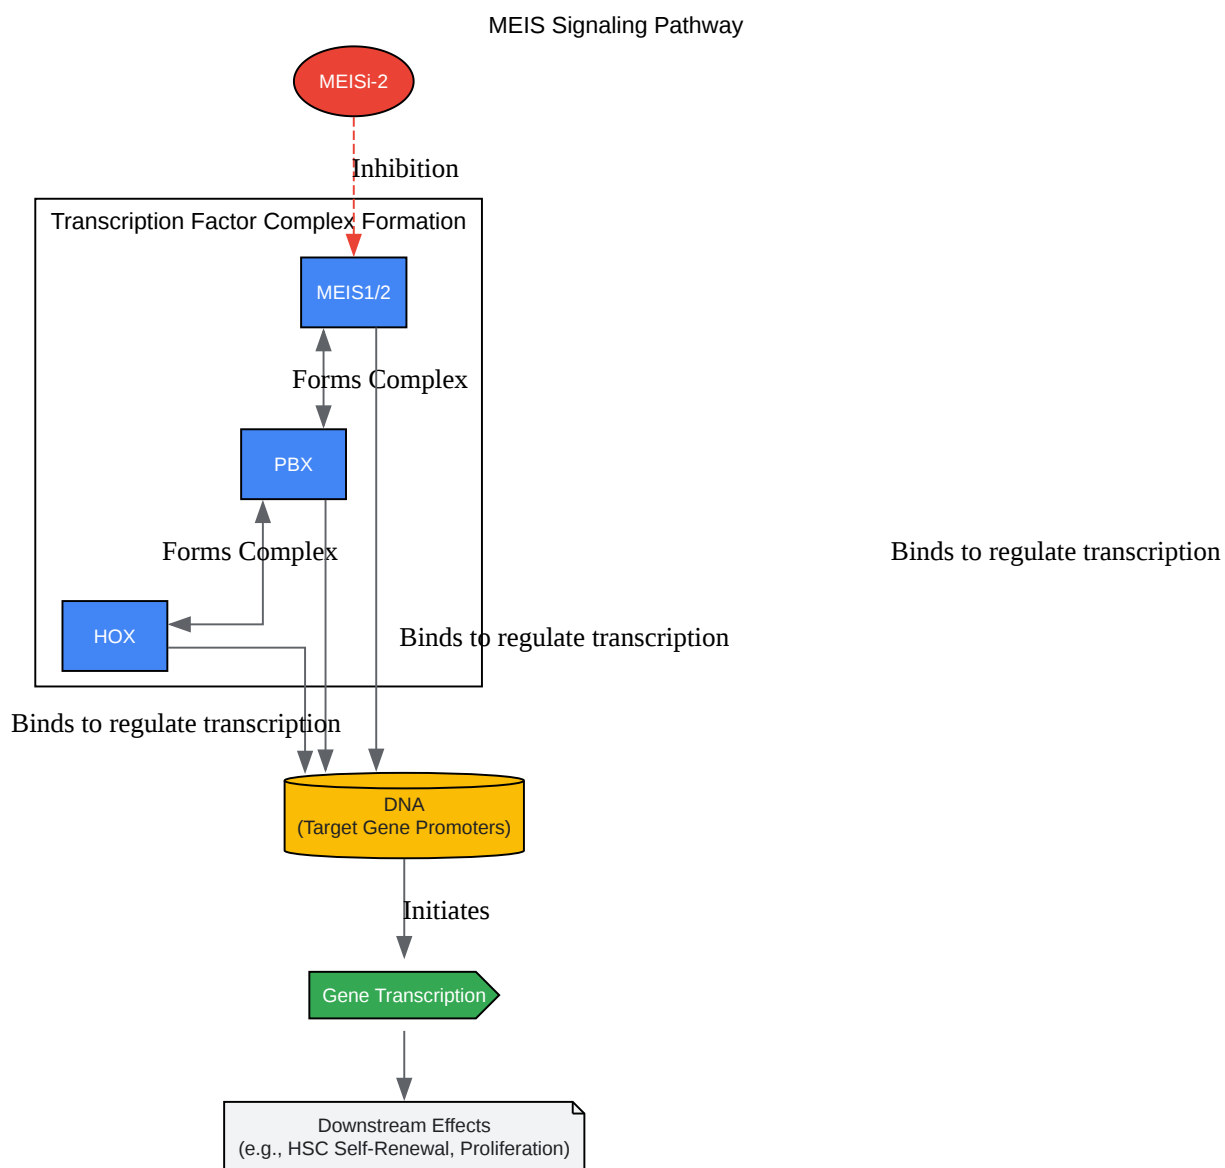 MEIS Signaling Pathway
MEISi-2
Inhibition
Transcription Factor Complex Formation
MEIS1/2
Forms Complex
PBX
Forms Complex
Binds to regulate transcription
HOX
Binds to regulate transcription
Binds to regulate transcription
DNA
(Target Gene Promoters)
Initiates
Gene Transcription
Downstream Effects
(e.g., HSC Self-Renewal, Proliferation)